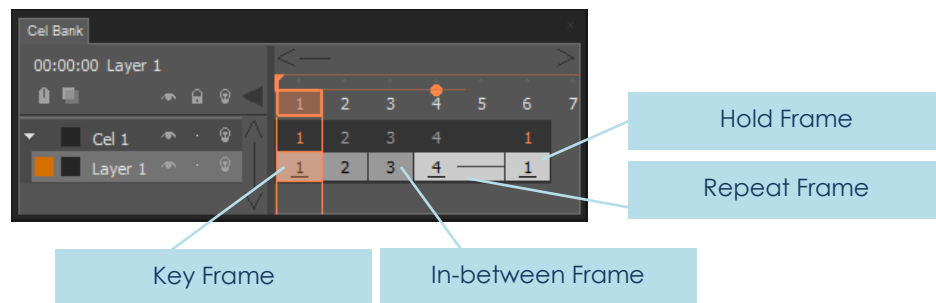 Cel Bank
00:00:00 Layer 1
1 2 3 4 5 6 7
Cel 1 1 2 3 4 1
Layer 1 1 2 3 4 1
Hold Frame
Repeat Frame
Key Frame
In-between Frame